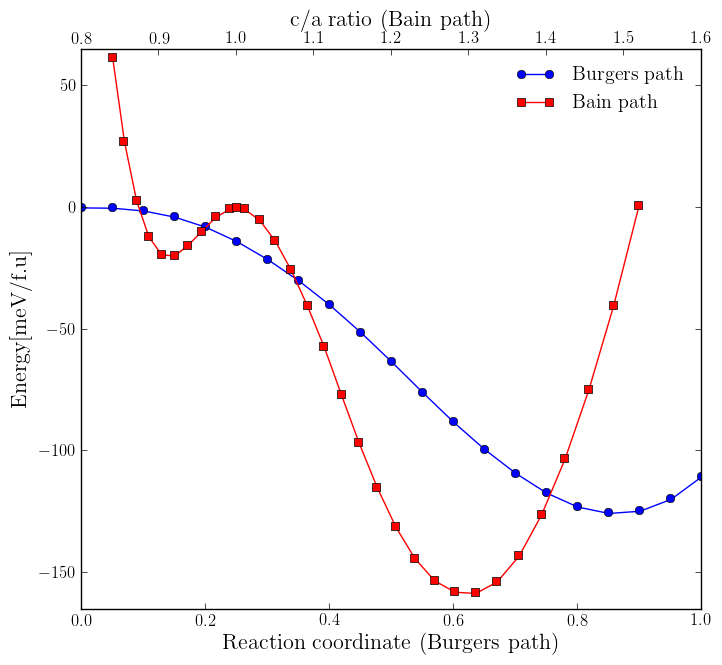 c/a ratio (Bain path)
0.8 0.9 1.0 1.1 1.2 1.3 1.4 1.5 1.6
Burgers path
Bain path
50
0
−50
−100
−150
Energy[meV/f.u]
0.0 0.2 0.4 0.6 0.8 1.0
Reaction coordinate (Burgers path)